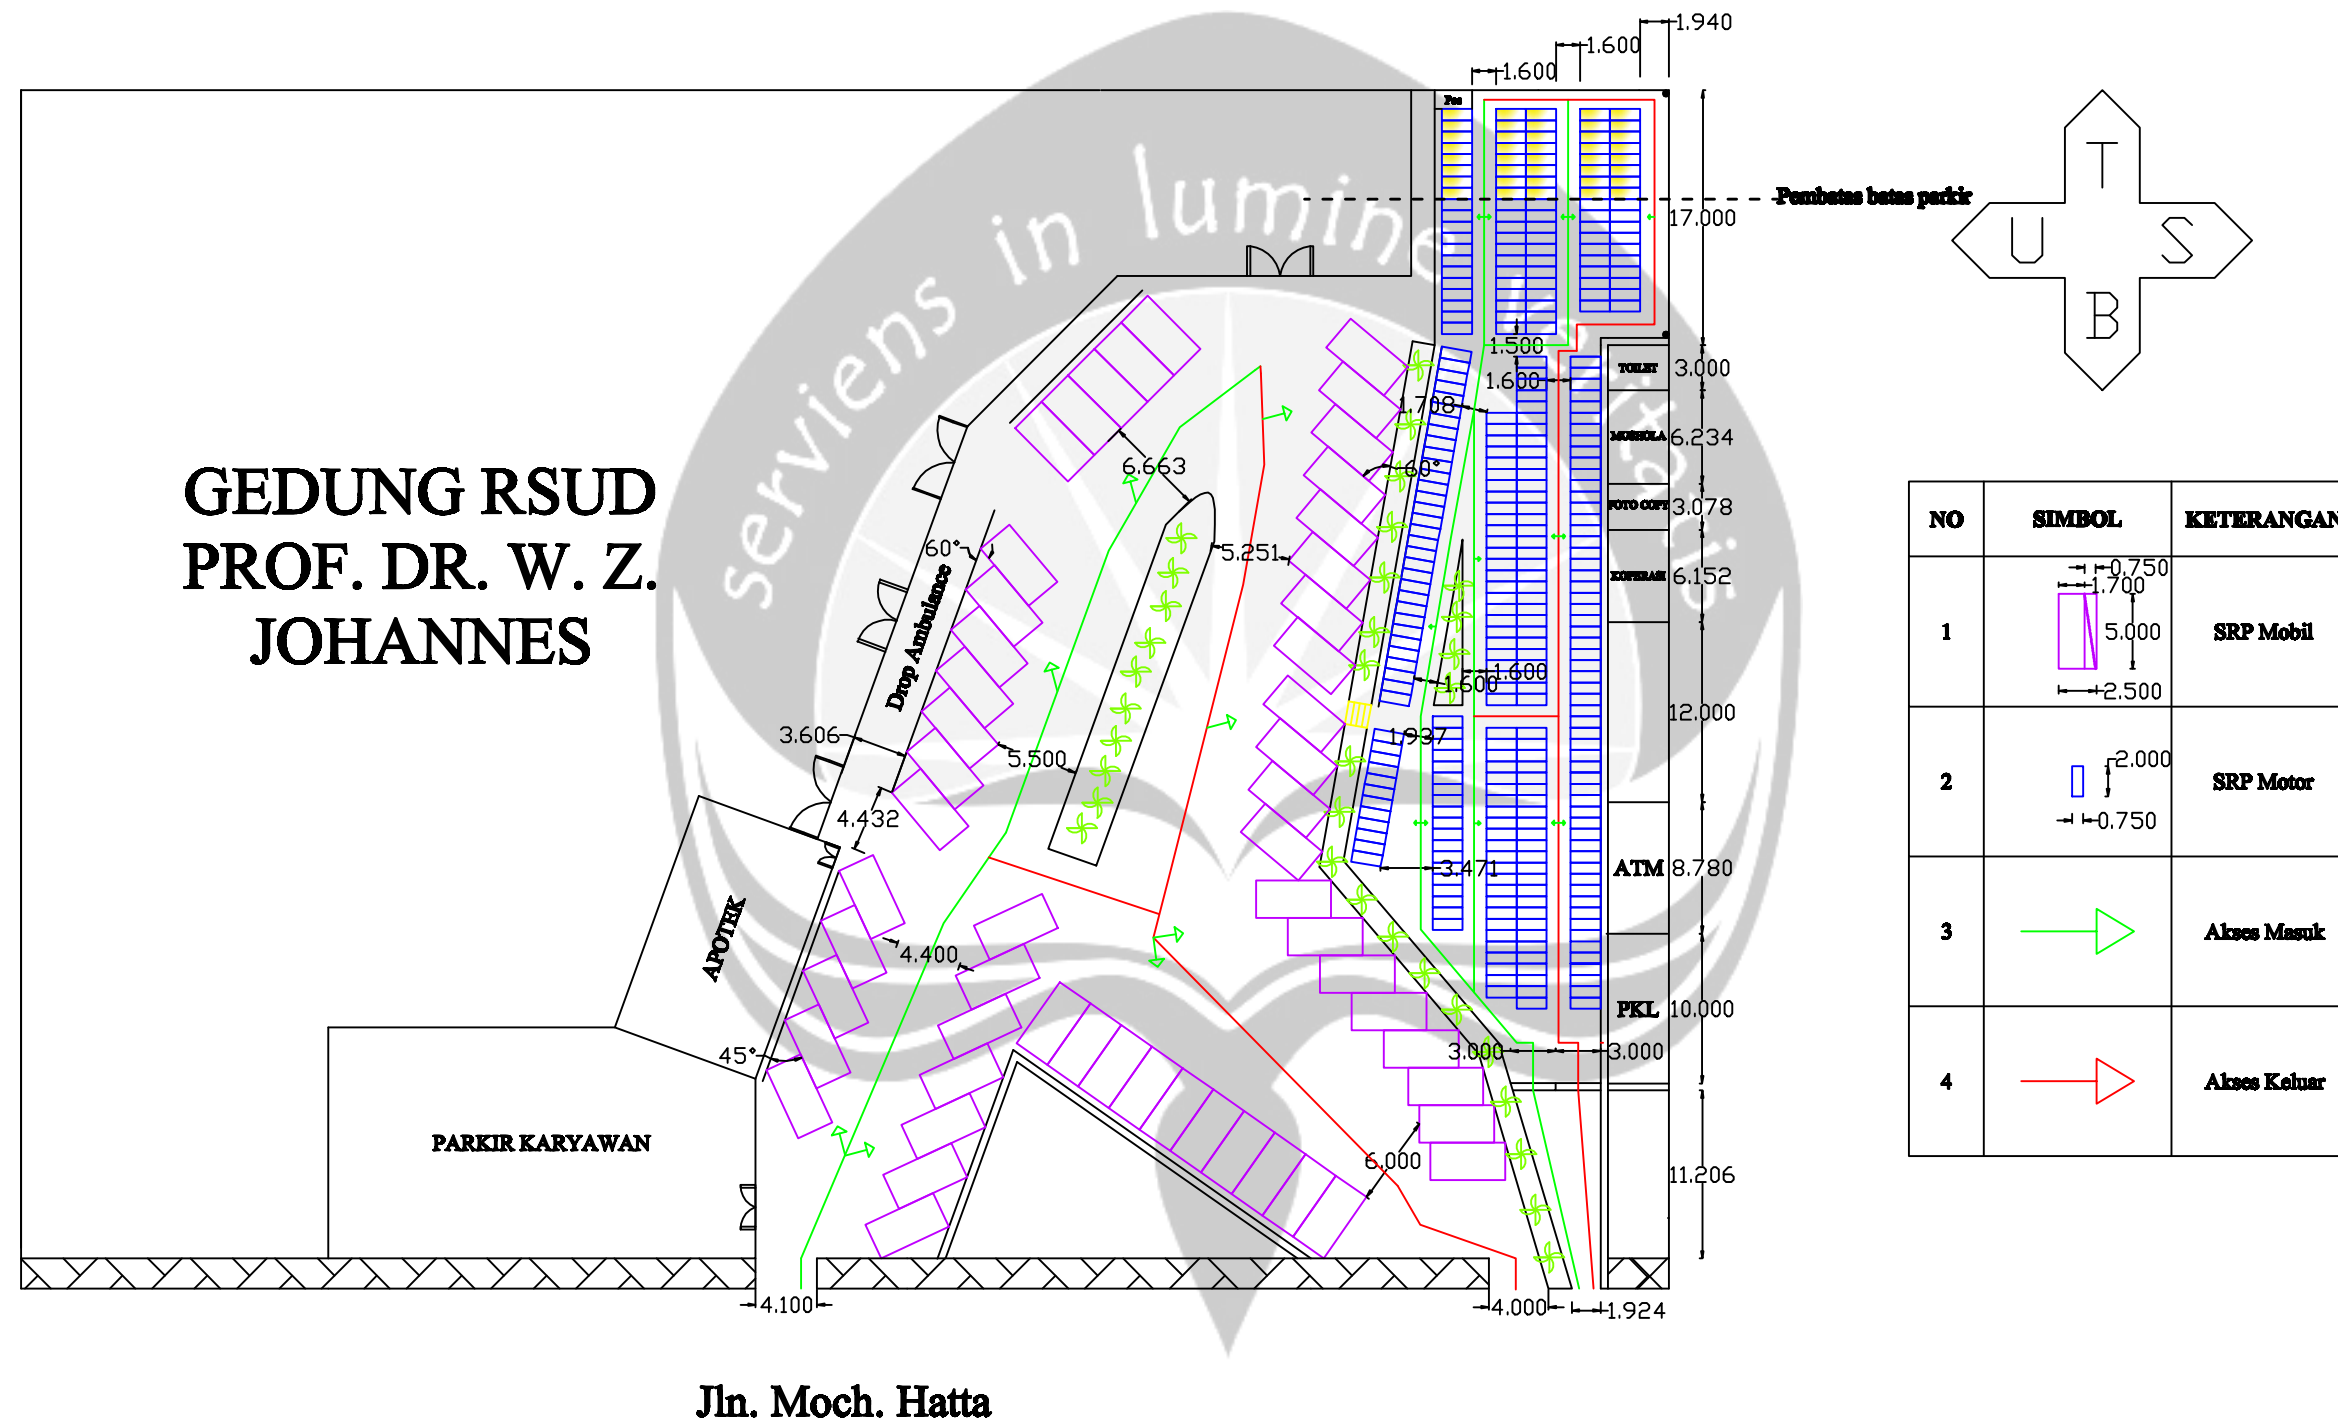 1.940
1.600
1.600
Pos
Pembatas batas parkir
17.000
T
U
S
B
serviens in lumine veritatis
1.500
TOILET
3.000
1.600
1.708
MUSHOLA
6.234
60°
6.663
GEDUNG RSUD
PROF. DR. W. Z.
JOHANNES
FOTO COPY
3.078
NO
SIMBOL
KETERANGAN
60°
5.251
KOPERASI
6.152
Drop Ambulance
0.750
1.700
1
5.000
SRP Mobil
2.500
1.600
1.600
12.000
3.606
5.500
1.937
2
2.000
SRP Motor
0.750
4.432
3.471
ATM
8.780
APOTEK
4.400
3
Akses Masuk
PKL
10.000
45°
3.000
3.000
4
Akses Keluar
PARKIR KARYAWAN
6.000
11.206
4.100
4.000
1.924
Jln. Moch. Hatta